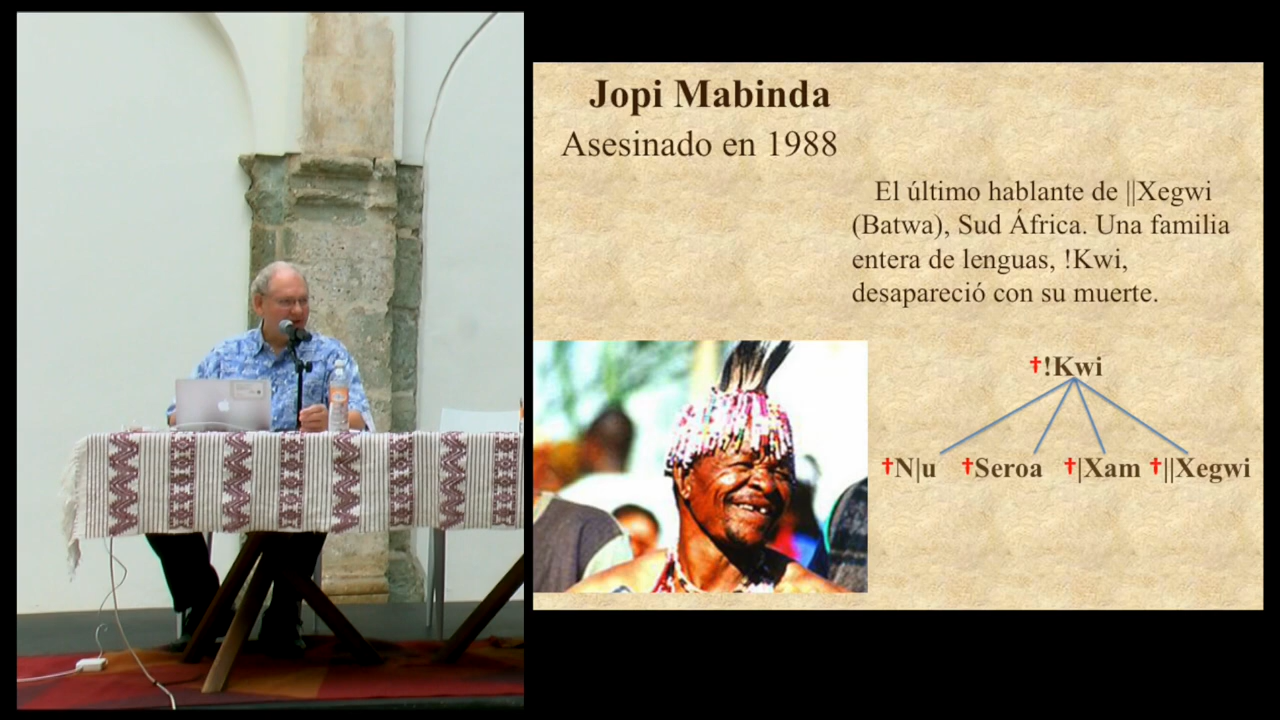 Jopi Mabinda
Asesinado en 1988
El último hablante de ||Xegwi
(Batwa), Sud África. Una familia
entera de lenguas, !Kwi,
desapareció con su muerte.
†!Kwi
†N|u †Seroa †|Xam †||Xegwi